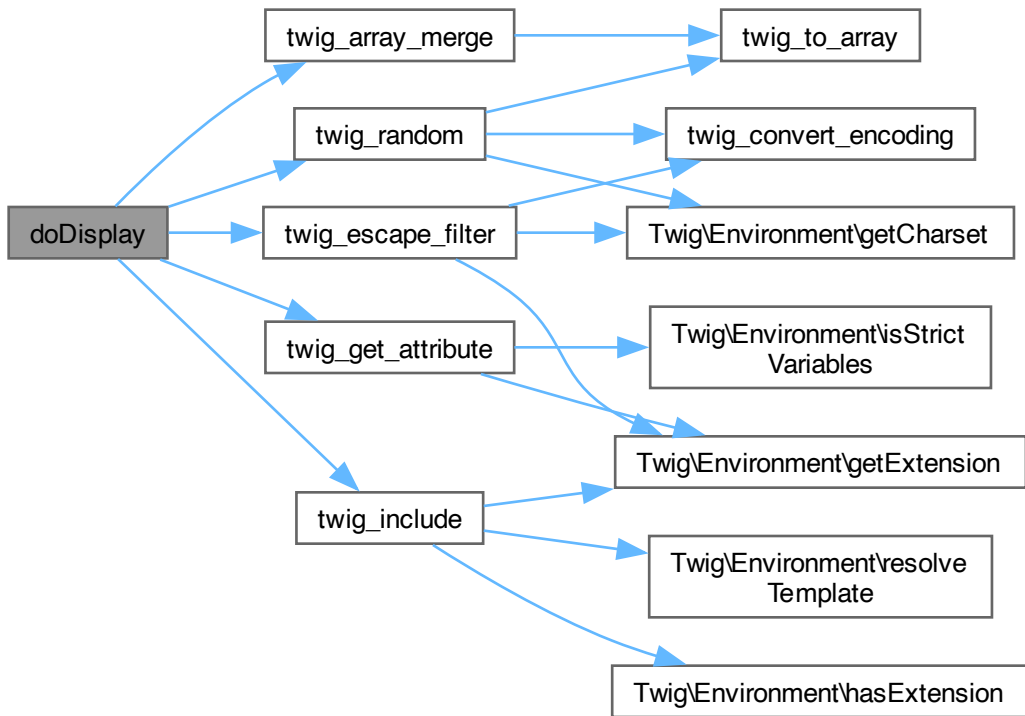 twig_array_merge
twig_to_array
twig_random
twig_convert_encoding
doDisplay
twig_escape_filter
Twig\Environment\getCharset
twig_get_attribute
Twig\Environment\isStrict
Variables
Twig\Environment\getExtension
twig_include
Twig\Environment\resolve
Template
Twig\Environment\hasExtension